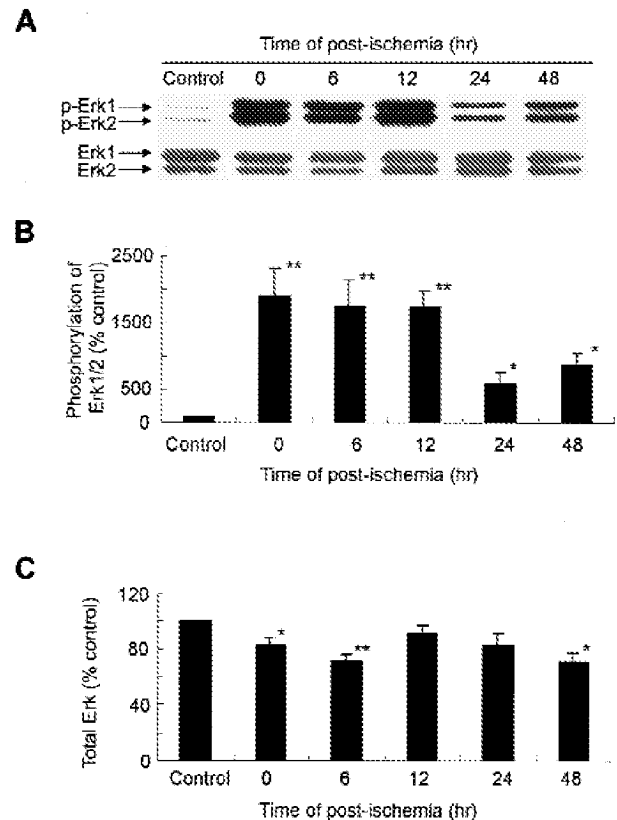 A
Time of post-ischemia (hr)
Control 0 6 12 24 48
p-Erk1
p-Erk2
Erk1
Erk2
B
Phosphorylation of
Erk1/2 (% control)
2500
1500
500
0
** ** ** * *
Control 0 6 12 24 48
Time of post-ischemia (hr)
C
Total Erk (% control)
120
80
40
0
* ** *
Control 0 6 12 24 48
Time of post-ischemia (hr)